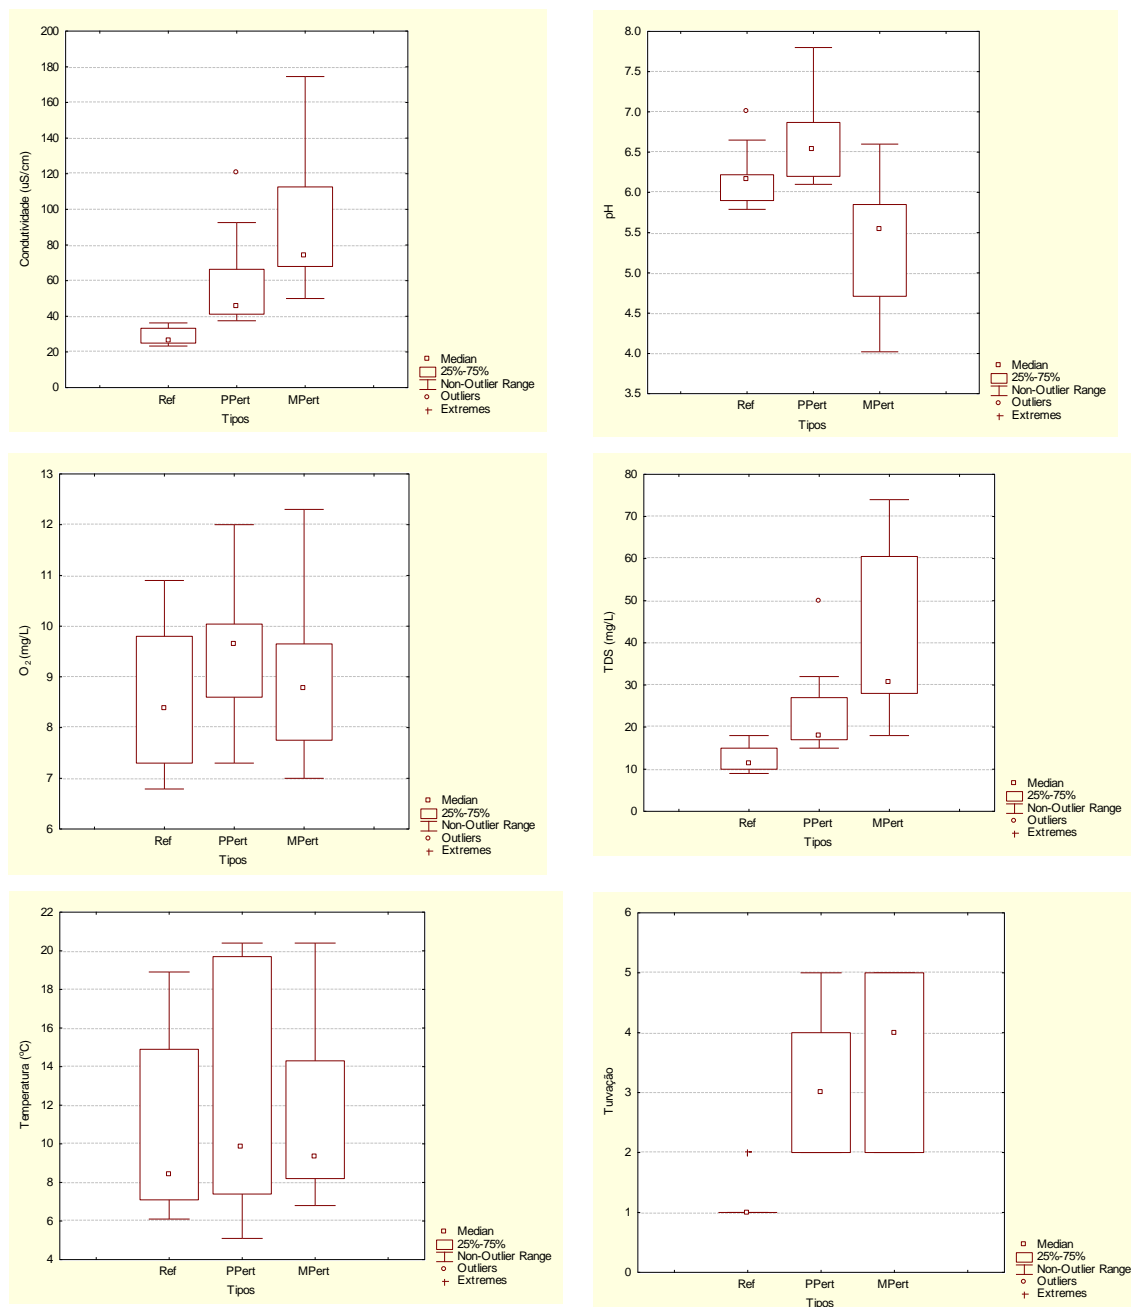 200
180
160
140
120
100
80
60
40
20
0
Condutividade (uS/cm)
Ref PPert MPert
Tipos
Median
25%-75%
Non-Outlier Range
Outliers
Extremes
8.0
7.5
7.0
6.5
6.0
5.5
5.0
4.5
4.0
3.5
pH
Ref PPert MPert
Tipos
Median
25%-75%
Non-Outlier Range
Outliers
Extremes
13
12
11
10
9
8
7
6
O2 (mg/L)
Ref PPert MPert
Tipos
Median
25%-75%
Non-Outlier Range
Outliers
Extremes
80
70
60
50
40
30
20
10
0
TDS (mg/L)
Ref PPert MPert
Tipos
Median
25%-75%
Non-Outlier Range
Outliers
Extremes
22
20
18
16
14
12
10
8
6
4
Temperatura (ºC)
Ref PPert MPert
Tipos
Median
25%-75%
Non-Outlier Range
Outliers
Extremes
6
5
4
3
2
1
0
Turvação
Ref PPert MPert
Tipos
Median
25%-75%
Non-Outlier Range
Outliers
Extremes